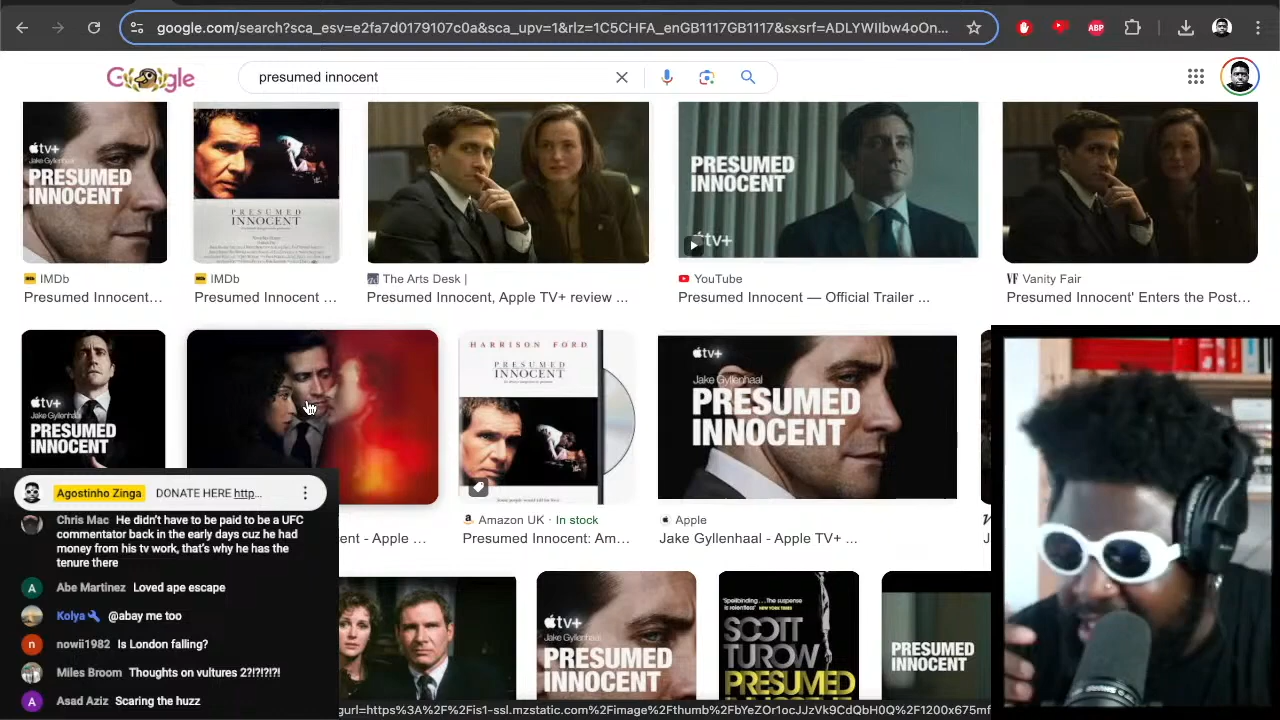 google.com/search?sca_esv=e2fa7d0179107c0a&sca_upv=1&rlz=1C5CHFA_enGB1117GB1117&sxsrf=ADLYWIIbw4oOn...
ABP
Google
presumed innocent
tv+
Jake Gyllenhaal
PRESUMED
INNOCENT
IMDb
Presumed Innocent...
PRESUMED
INNOCENT
IMDb
Presumed Innocent ...
The Arts Desk |
Presumed Innocent, Apple TV+ review ...
PRESUMED
INNOCENT
tv+
YouTube
Presumed Innocent — Official Trailer ...
VF Vanity Fair
Presumed Innocent' Enters the Post...
tv+
Jake Gyllenhaal
PRESUMED
INNOCENT
ent - Apple ...
HARRISON FORD
PRESUMED
INNOCENT
Amazon UK · In stock
Presumed Innocent: Am...
tv+
Jake Gyllenhaal
PRESUMED
INNOCENT
Apple
Jake Gyllenhaal - Apple TV+ ...
Agostinho Zinga DONATE HERE http...
Chris Mac He didn't have to be paid to be a UFC
commentator back in the early days cuz he had
money from his tv work, that's why he has the
tenure there
A Abe Martinez Loved ape escape
Kolya @abay me too
n nowii1982 Is London falling?
Miles Broom Thoughts on vultures 2?!?!?!?!
A Asad Aziz Scaring the huzz
tv+
Jake Gyllenhaal
PRESUMED
INNOCENT
'Spellbinding... The suspense
is relentless' NEW YORK TIMES
SCOTT
TUROW
PRESUMED
PRESUMED
INNOCENT
gurl=https%3A%2F%2Fis1-ssl.mzstatic.com%2Fimage%2Fthumb%2FbYeZOr1ocJJzVk9CdQbH0Q%2F1200x675mf